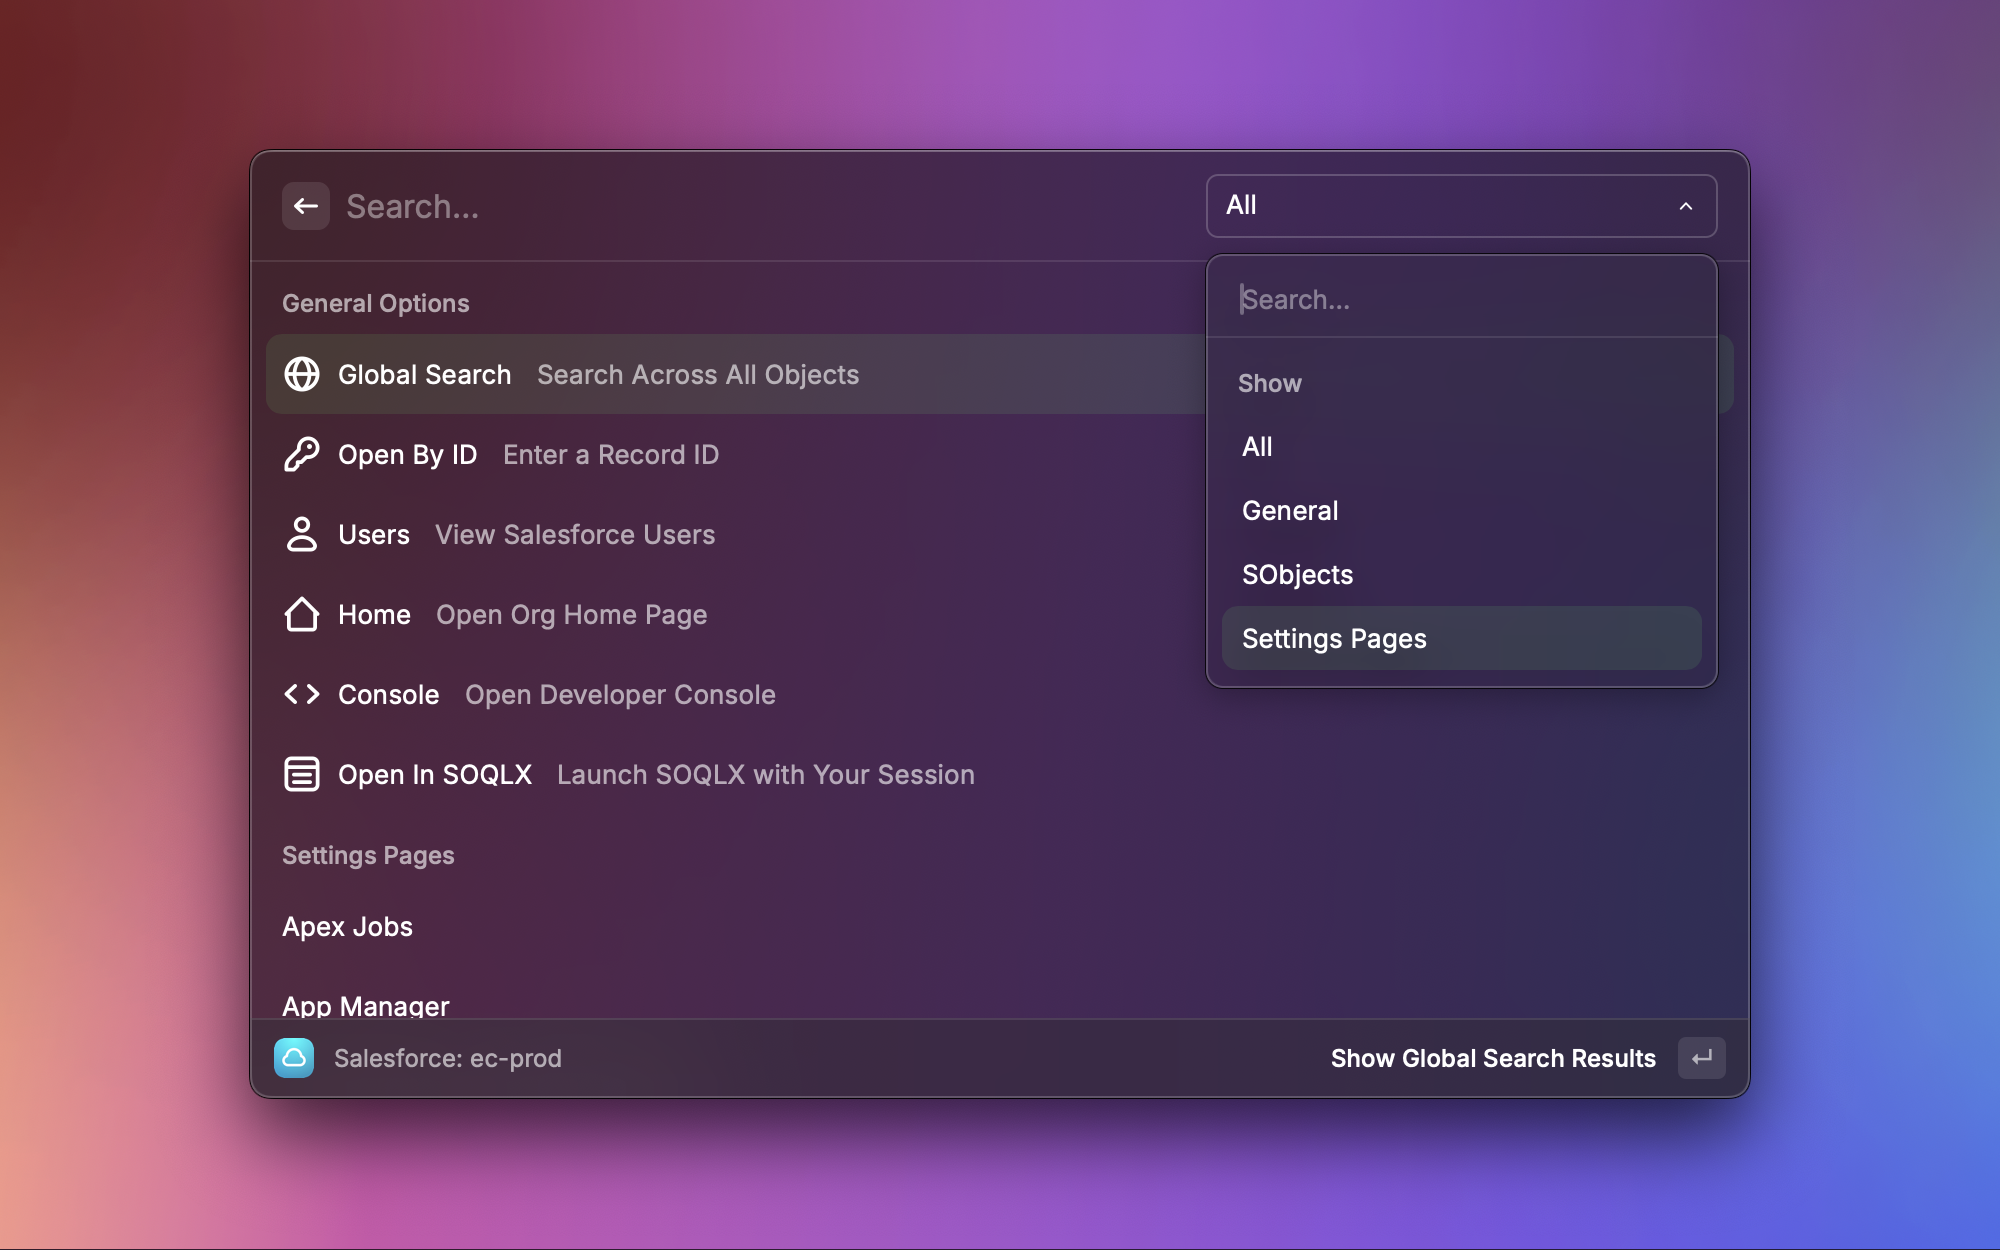 Search...
All
Search...
Show
All
General
SObjects
Settings Pages
General Options
Global Search Search Across All Objects
Open By ID Enter a Record ID
Users View Salesforce Users
Home Open Org Home Page
Console Open Developer Console
Open In SOQLX Launch SOQLX with Your Session
Settings Pages
Apex Jobs
App Manager
Salesforce: ec-prod
Show Global Search Results